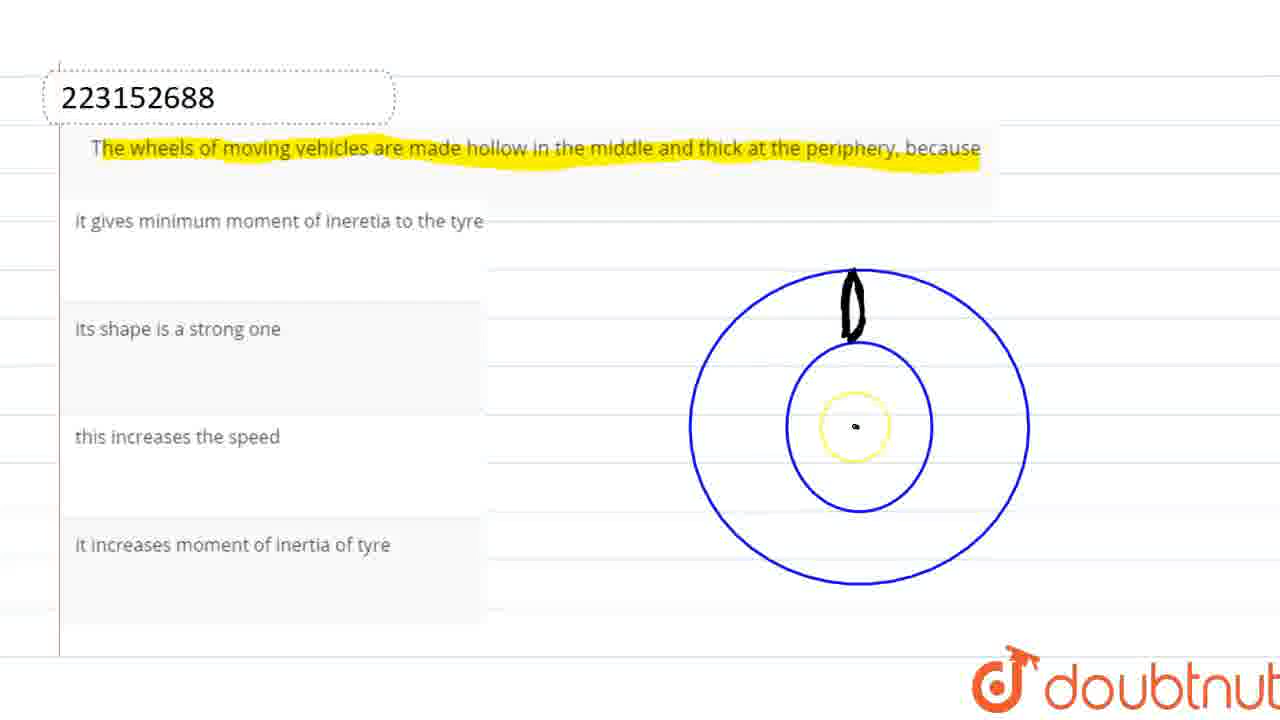 223152688
The wheels of moving vehicles are made hollow in the middle and thick at the periphery, because
it gives minimum moment of ineretia to the tyre
its shape is a strong one
this increases the speed
it increases moment of inertia of tyre
doubtnut